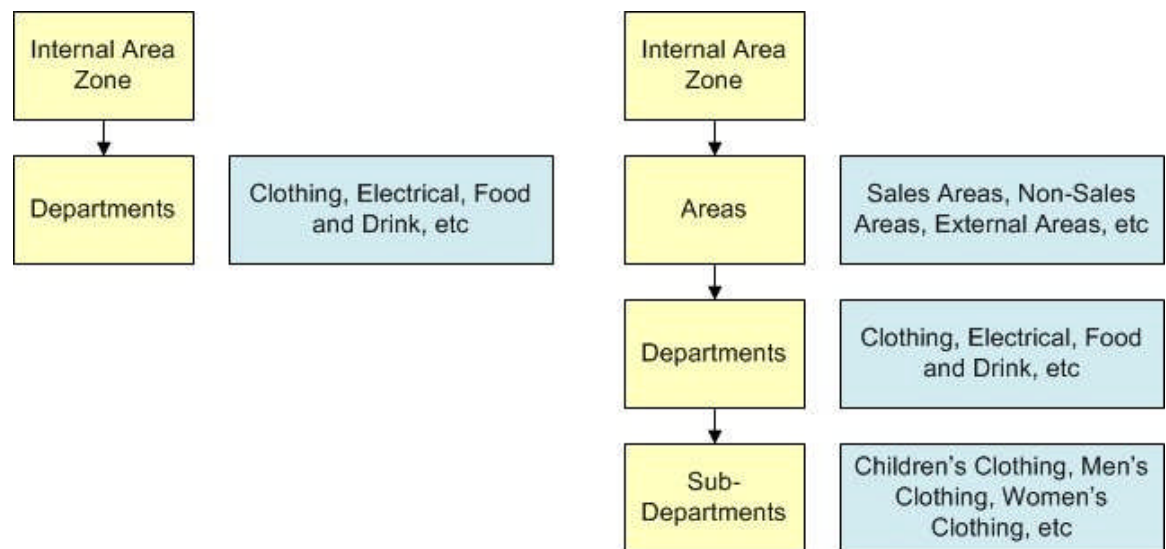 Internal Area
Zone
Departments
Clothing, Electrical, Food
and Drink, etc
Internal Area
Zone
Areas
Sales Areas, Non-Sales
Areas, External Areas, etc
Departments
Clothing, Electrical, Food
and Drink, etc
Sub-
Departments
Children’s Clothing, Men’s
Clothing, Women’s
Clothing, etc